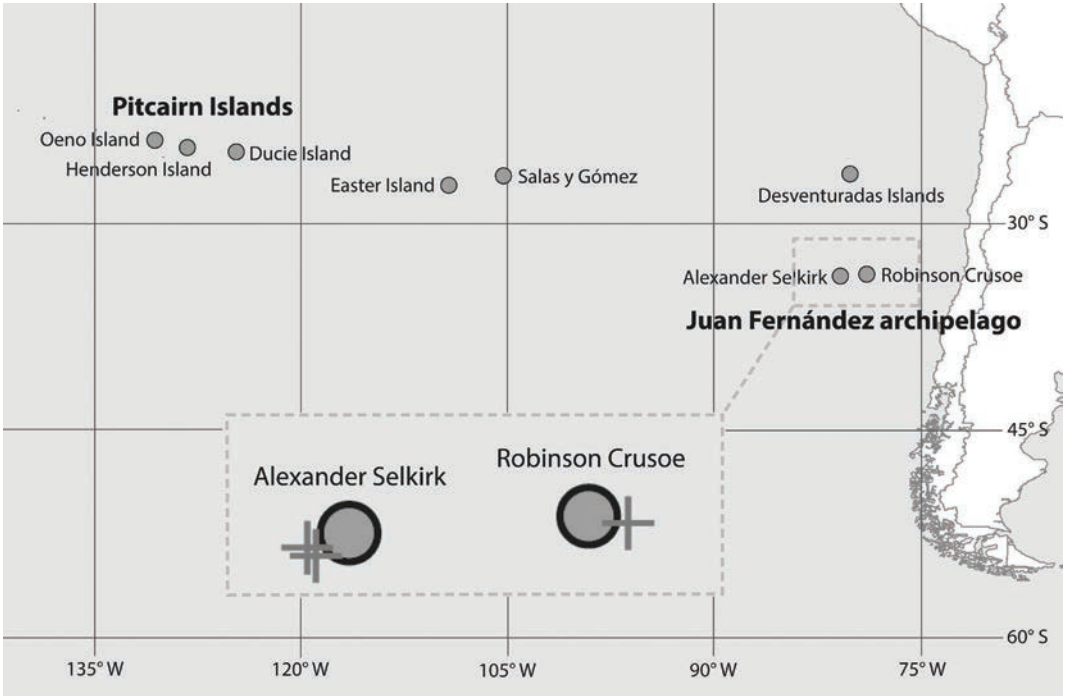 Pitcairn Islands
Oeno Island
Ducie Island
Henderson Island
Easter Island
Salas y Gómez
Desventuradas Islands
30° S
Alexander Selkirk
Robinson Crusoe
Juan Fernández archipelago
45° S
Robinson Crusoe
Alexander Selkirk
60° S
135° W
120° W
105° W
90° W
75° W